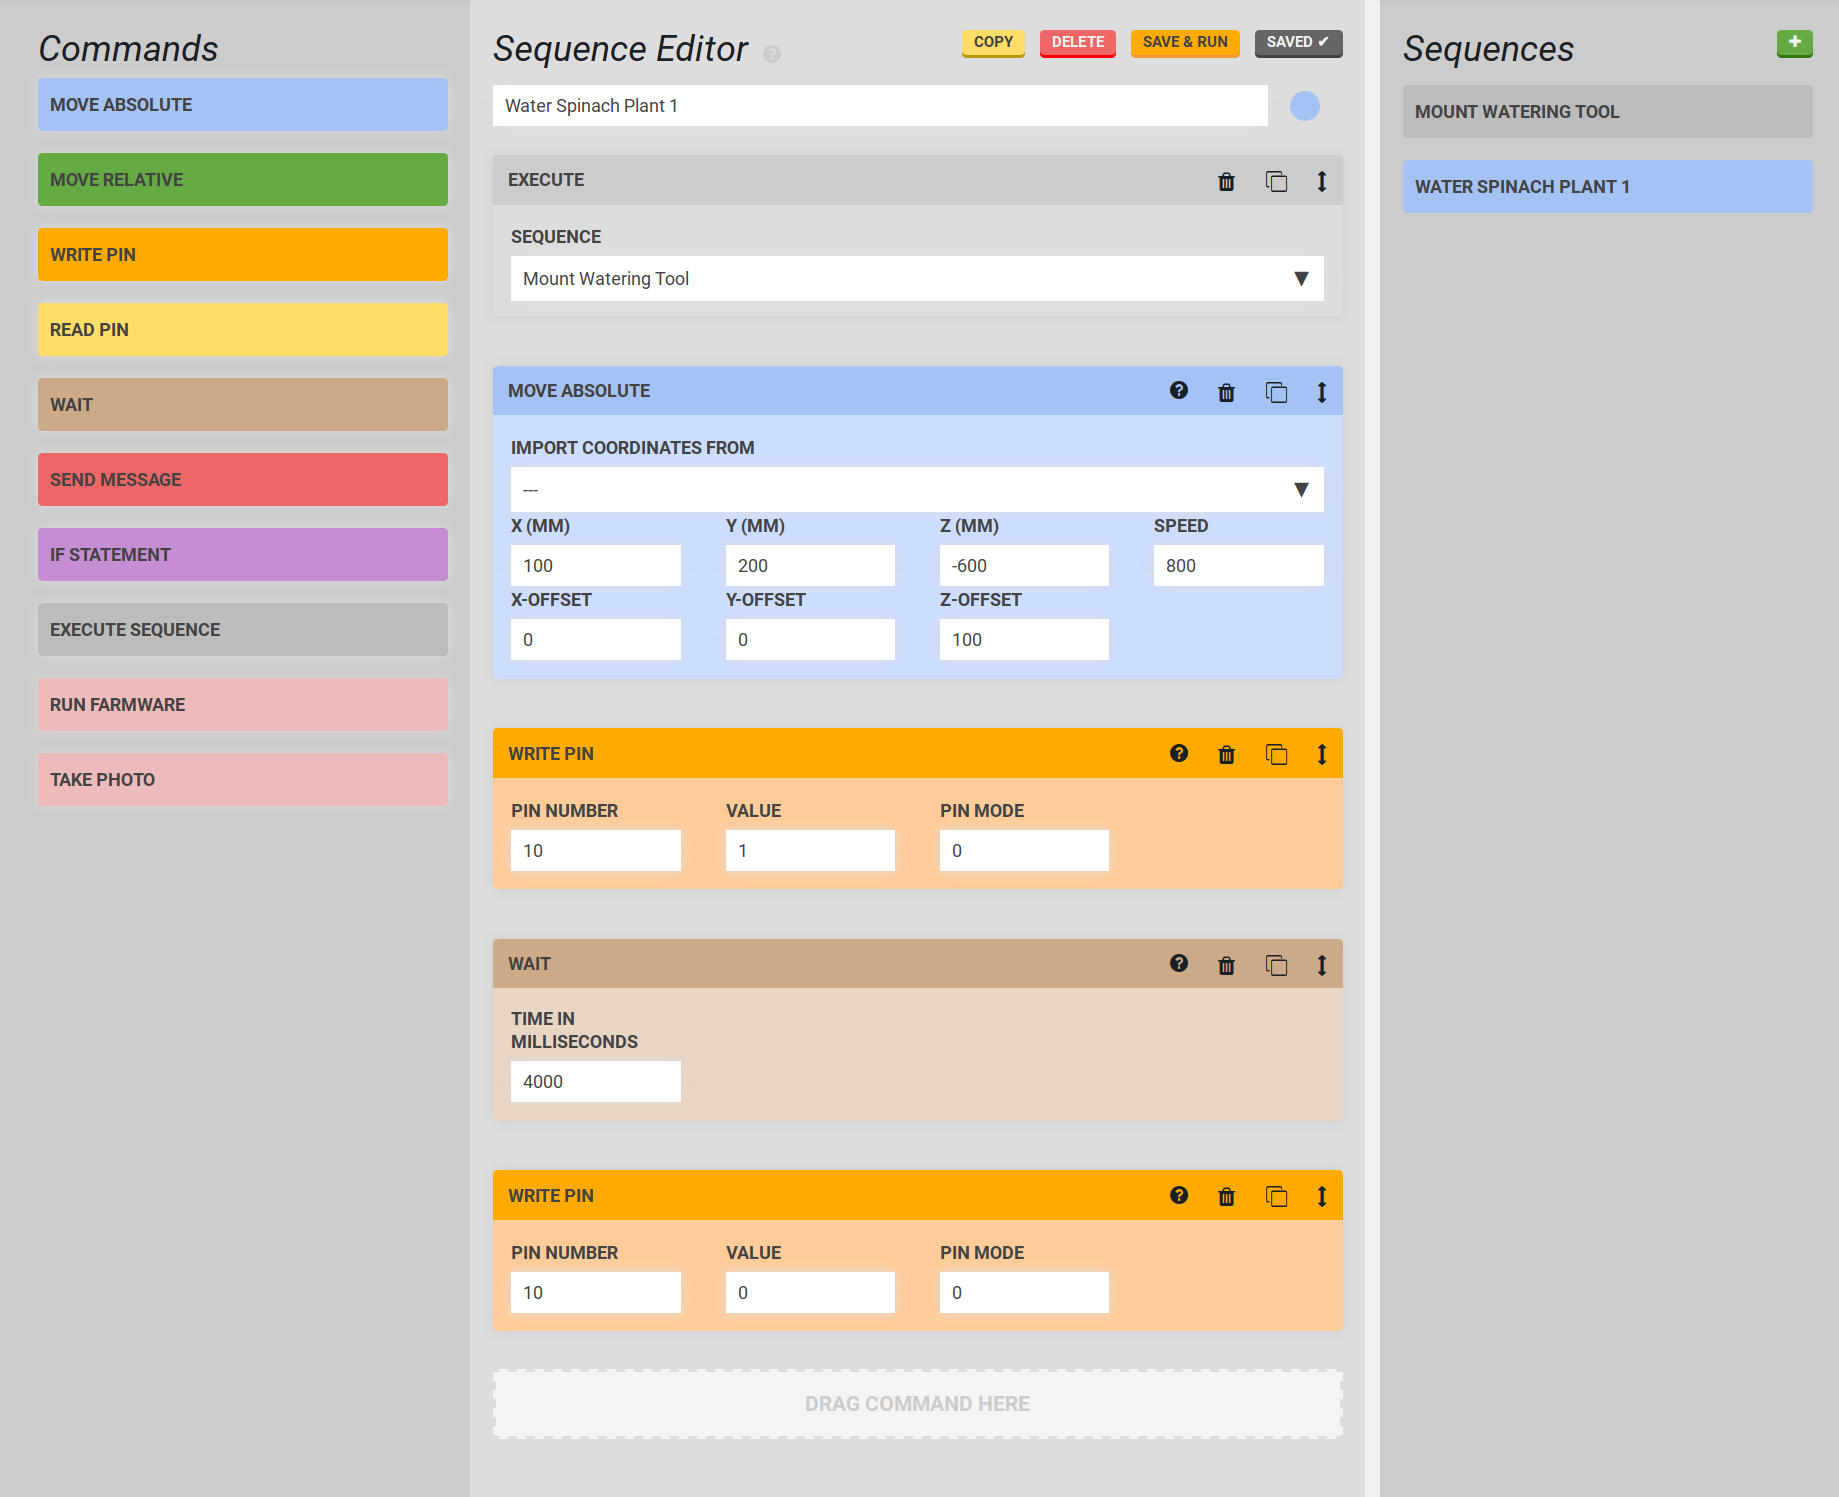 Commands
MOVE ABSOLUTE
MOVE RELATIVE
WRITE PIN
READ PIN
WAIT
SEND MESSAGE
IF STATEMENT
EXECUTE SEQUENCE
RUN FARMWARE
TAKE PHOTO
Sequence Editor ?
COPY DELETE SAVE & RUN SAVED ✔
Water Spinach Plant 1
EXECUTE
SEQUENCE
Mount Watering Tool ▼
MOVE ABSOLUTE ?
IMPORT COORDINATES FROM
--- ▼
X (MM) Y (MM) Z (MM) SPEED
100 200 -600 800
X-OFFSET Y-OFFSET Z-OFFSET
0 0 100
WRITE PIN ?
PIN NUMBER VALUE PIN MODE
10 1 0
WAIT ?
TIME IN
MILLISECONDS
4000
WRITE PIN ?
PIN NUMBER VALUE PIN MODE
10 0 0
DRAG COMMAND HERE
Sequences +
MOUNT WATERING TOOL
WATER SPINACH PLANT 1